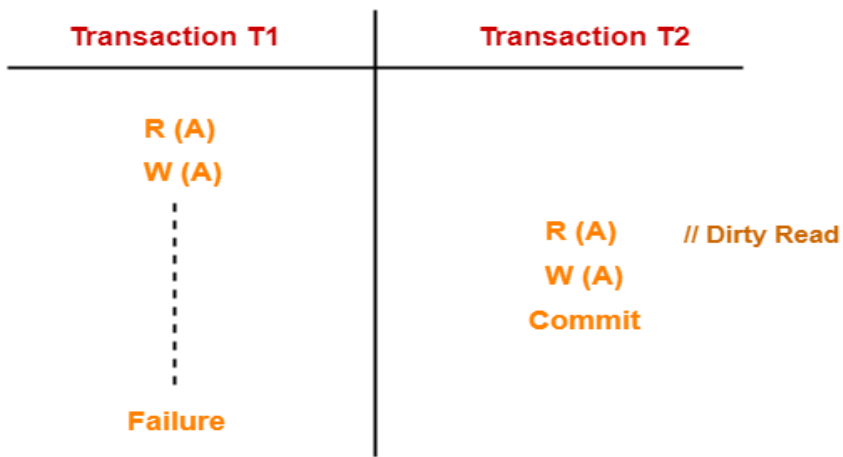 Transaction T1 Transaction T2
R (A)
W (A)
R (A) // Dirty Read
W (A)
Commit
Failure